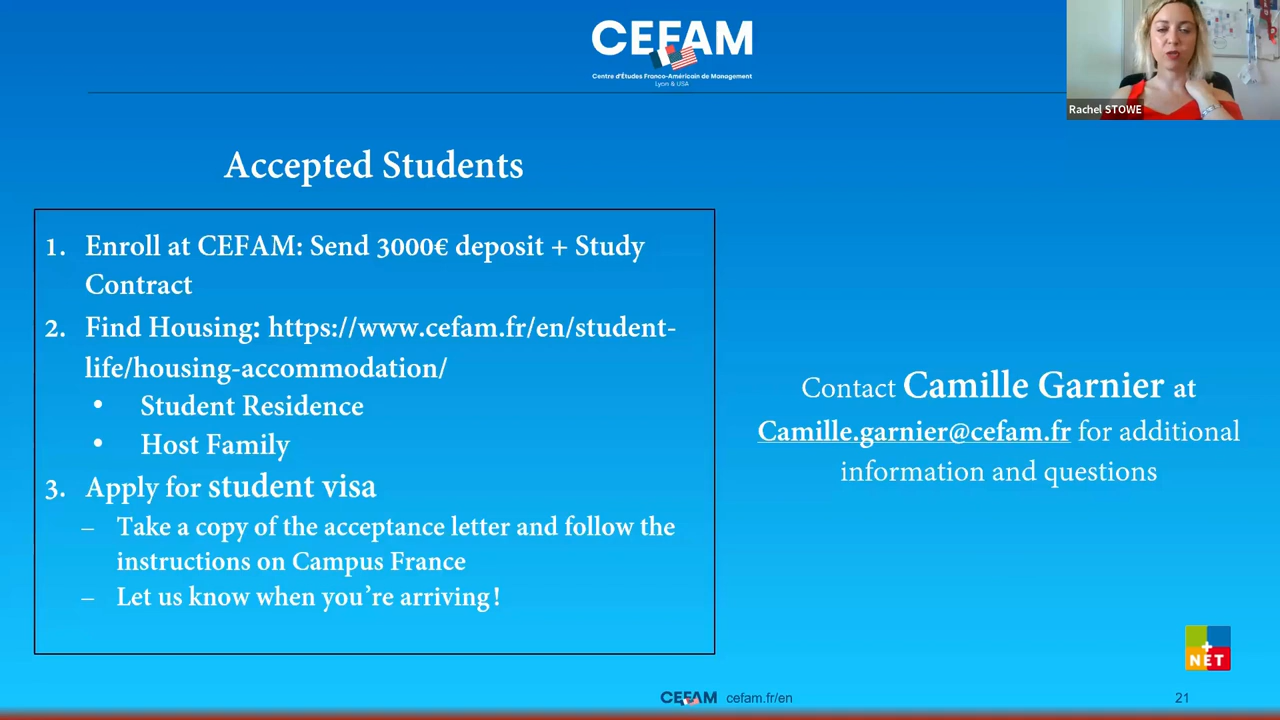 CEFAM
Centre d'Études Franco-Américain de Management
Lyon & USA
Rachel STOWE
Accepted Students
1. Enroll at CEFAM: Send 3000€ deposit + Study
Contract
2. Find Housing: https://www.cefam.fr/en/student-
life/housing-accommodation/
• Student Residence
• Host Family
3. Apply for student visa
– Take a copy of the acceptance letter and follow the
instructions on Campus France
– Let us know when you're arriving!
Contact Camille Garnier at
Camille.garnier@cefam.fr for additional
information and questions
+
NET
CEFAM cefam.fr/en
21